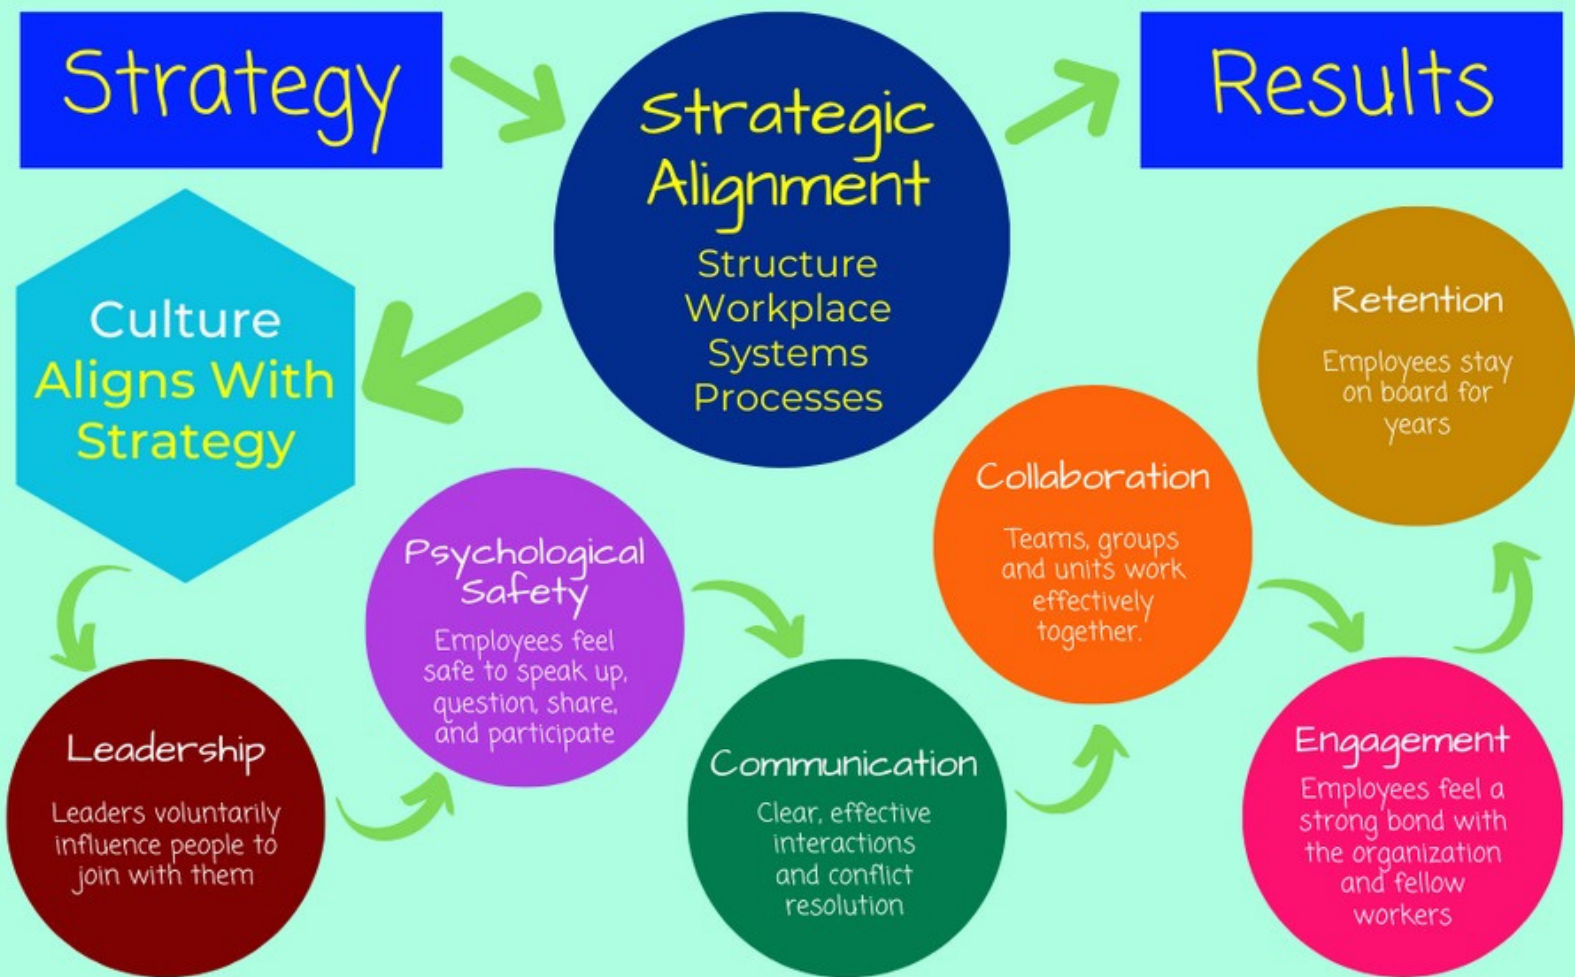 Strategy
Strategic
Alignment
Structure
Workplace
Systems
Processes
Results
Culture
Aligns With
Strategy
Leadership
Leaders voluntarily
influence people to
join with them
Psychological
Safety
Employees feel
safe to speak up,
question, share,
and participate
Communication
Clear, effective
interactions
and conflict
resolution
Collaboration
Teams, groups
and units work
effectively
together.
Engagement
Employees feel a
strong bond with
the organization
and fellow
workers
Retention
Employees stay
on board for
years